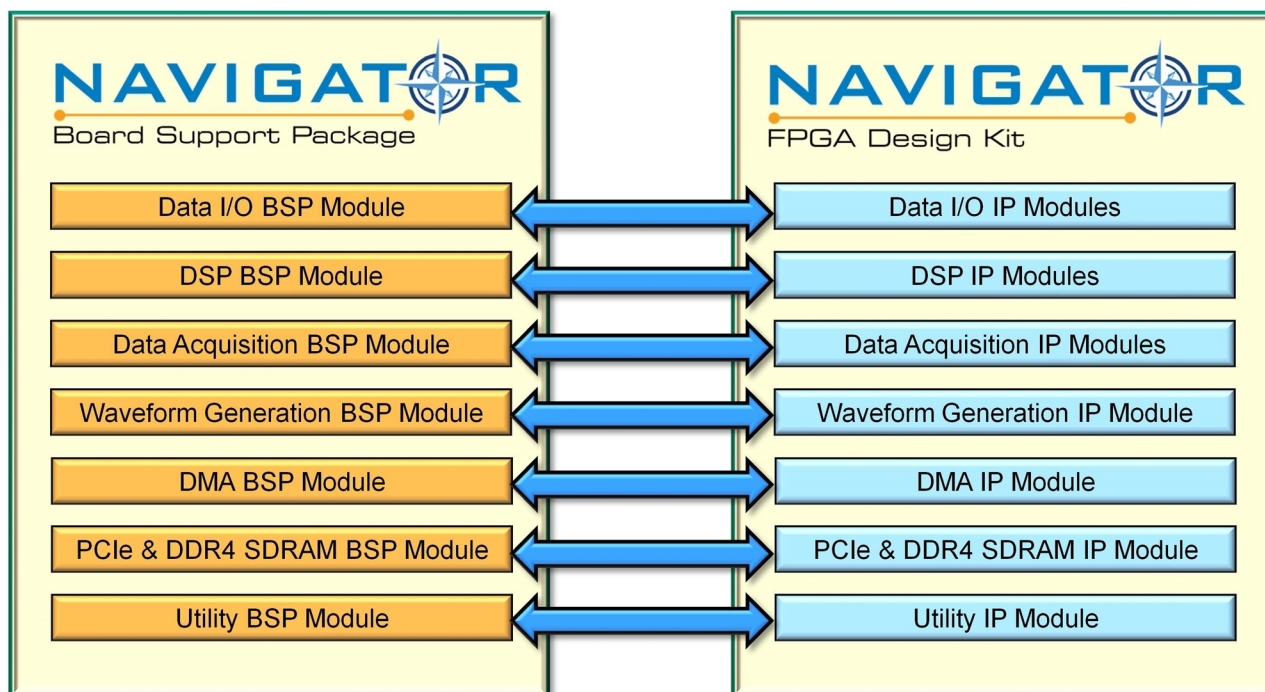 NAVIGATOR
Board Support Package
Data I/O BSP Module
DSP BSP Module
Data Acquisition BSP Module
Waveform Generation BSP Module
DMA BSP Module
PCIe & DDR4 SDRAM BSP Module
Utility BSP Module
NAVIGATOR
FPGA Design Kit
Data I/O IP Modules
DSP IP Modules
Data Acquisition IP Modules
Waveform Generation IP Module
DMA IP Module
PCIe & DDR4 SDRAM IP Module
Utility IP Module